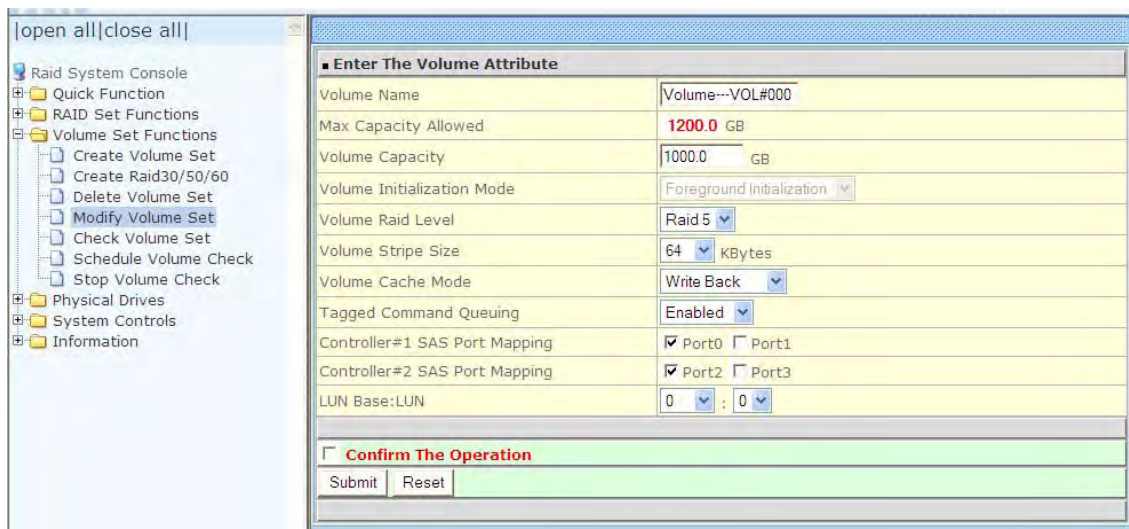 |open all|close all|
Raid System Console
Quick Function
RAID Set Functions
Volume Set Functions
Create Volume Set
Create Raid30/50/60
Delete Volume Set
Modify Volume Set
Check Volume Set
Schedule Volume Check
Stop Volume Check
Physical Drives
System Controls
Information
Enter The Volume Attribute
Volume Name Volume---VOL#000
Max Capacity Allowed 1200.0 GB
Volume Capacity 1000.0 GB
Volume Initialization Mode Foreground Initialization
Volume Raid Level Raid 5
Volume Stripe Size 64 KBytes
Volume Cache Mode Write Back
Tagged Command Queuing Enabled
Controller#1 SAS Port Mapping Port0 Port1
Controller#2 SAS Port Mapping Port2 Port3
LUN Base:LUN 0 : 0
Confirm The Operation
Submit Reset